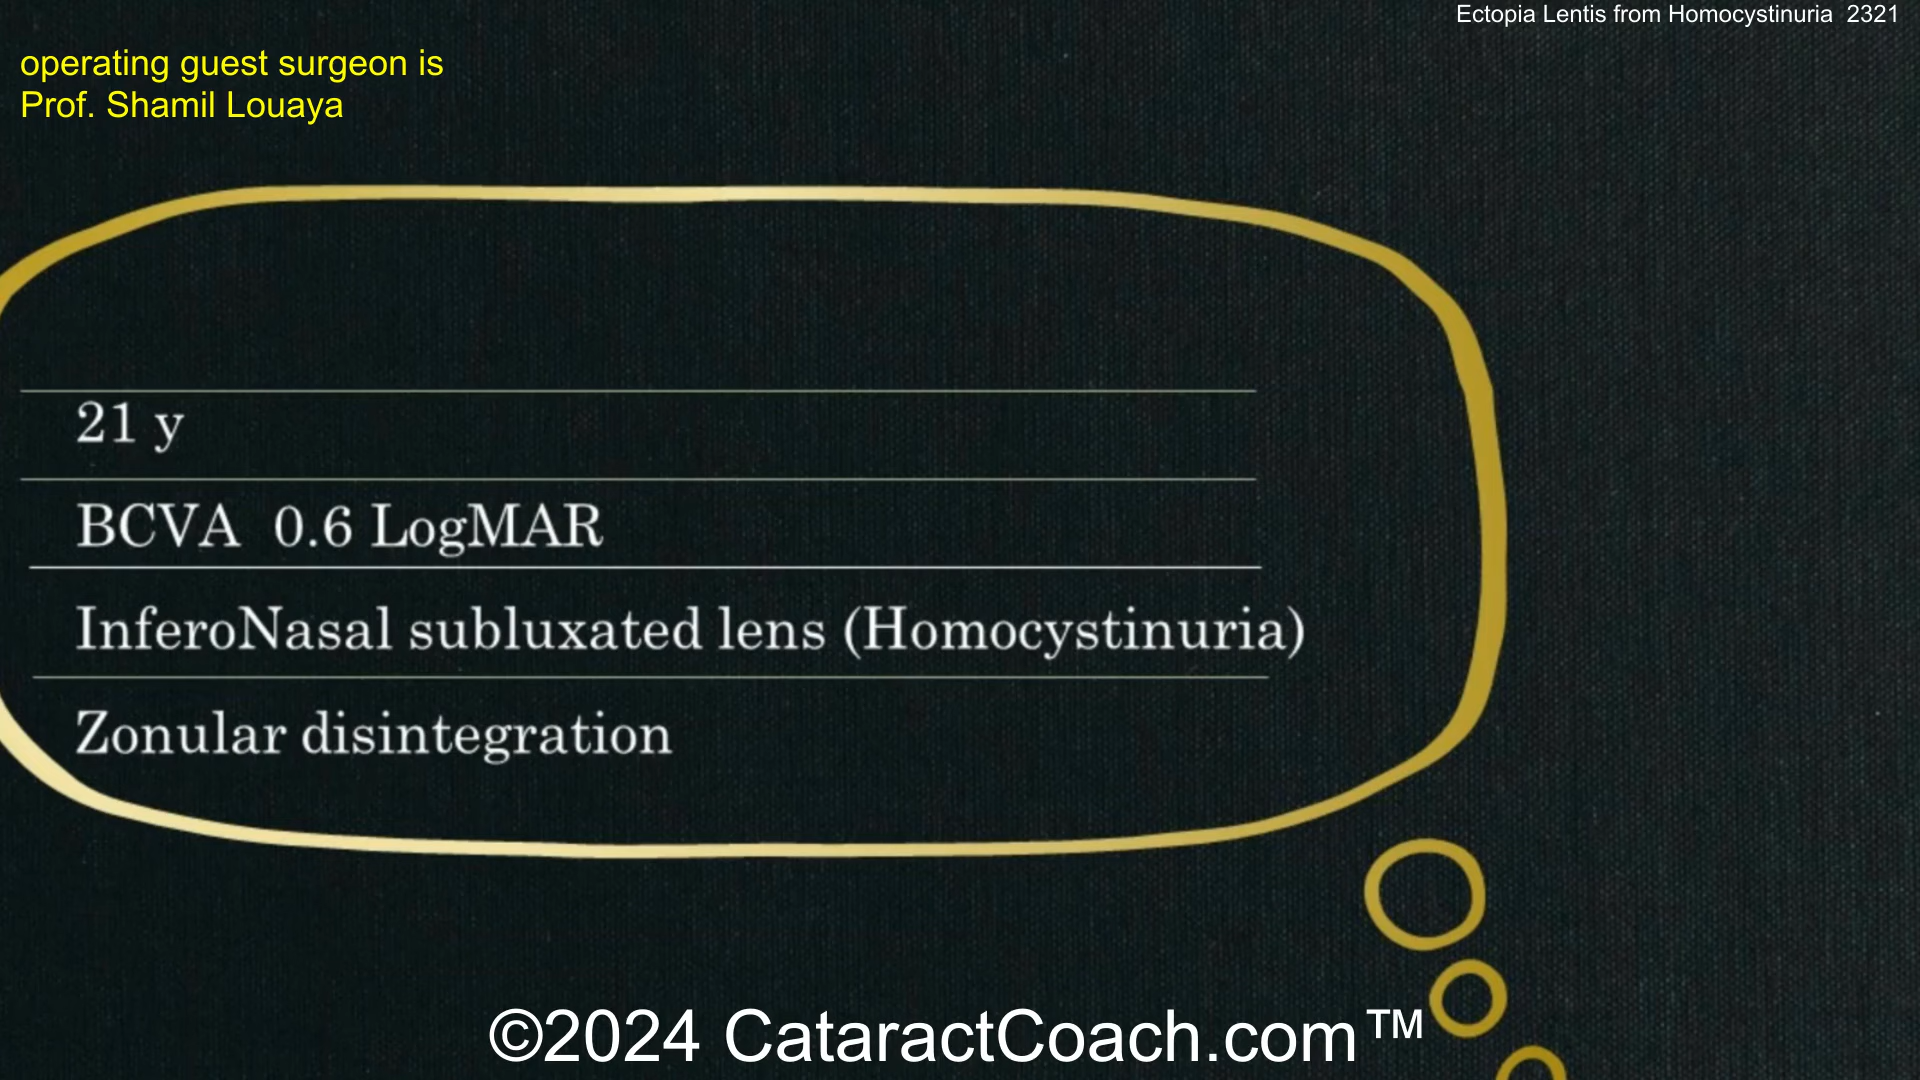 Ectopia Lentis from Homocystinuria 2321
operating guest surgeon is
Prof. Shamil Louaya
21 y
BCVA 0.6 LogMAR
InferoNasal subluxated lens (Homocystinuria)
Zonular disintegration
©2024 CataractCoach.com™